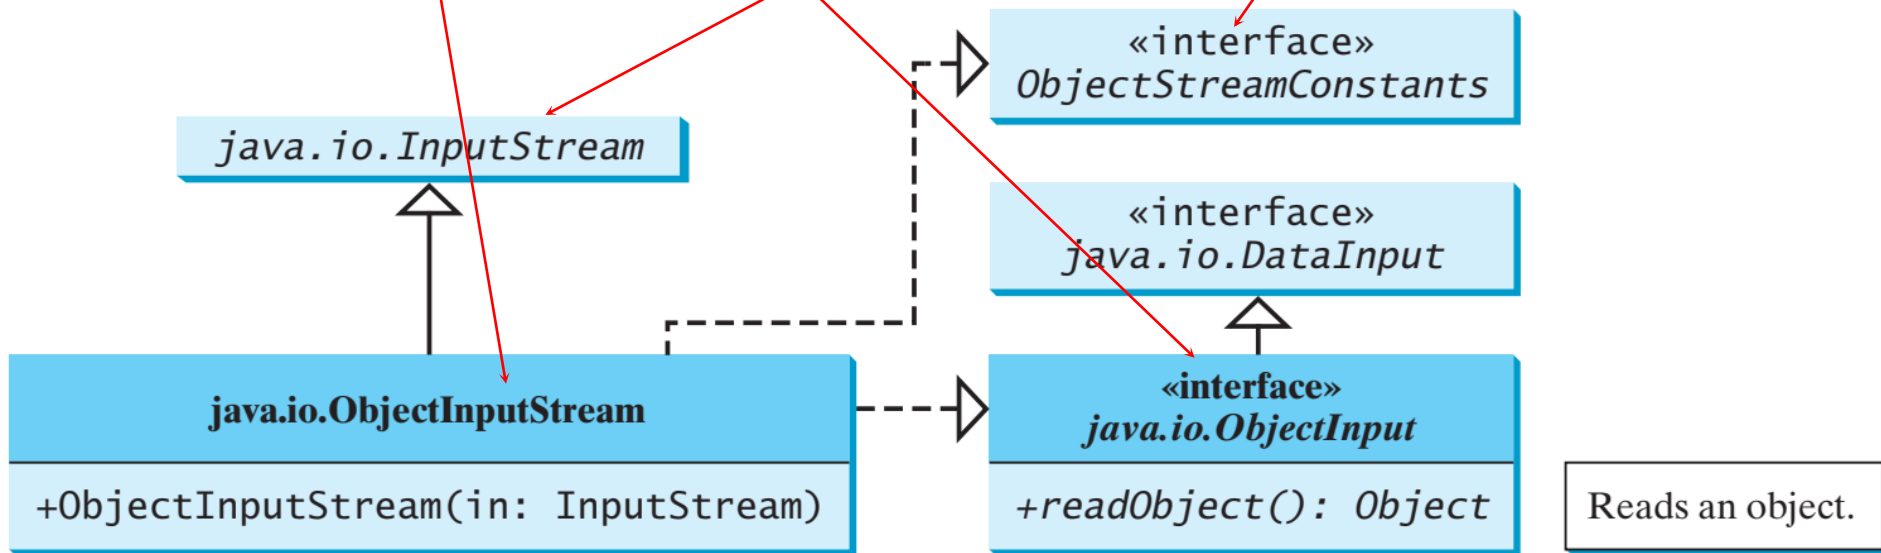 «interface»
ObjectStreamConstants
java.io.InputStream
«interface»
java.io.DataInput
java.io.ObjectInputStream
+ObjectInputStream(in: InputStream)
«interface»
java.io.ObjectInput
+readObject(): Object
Reads an object.